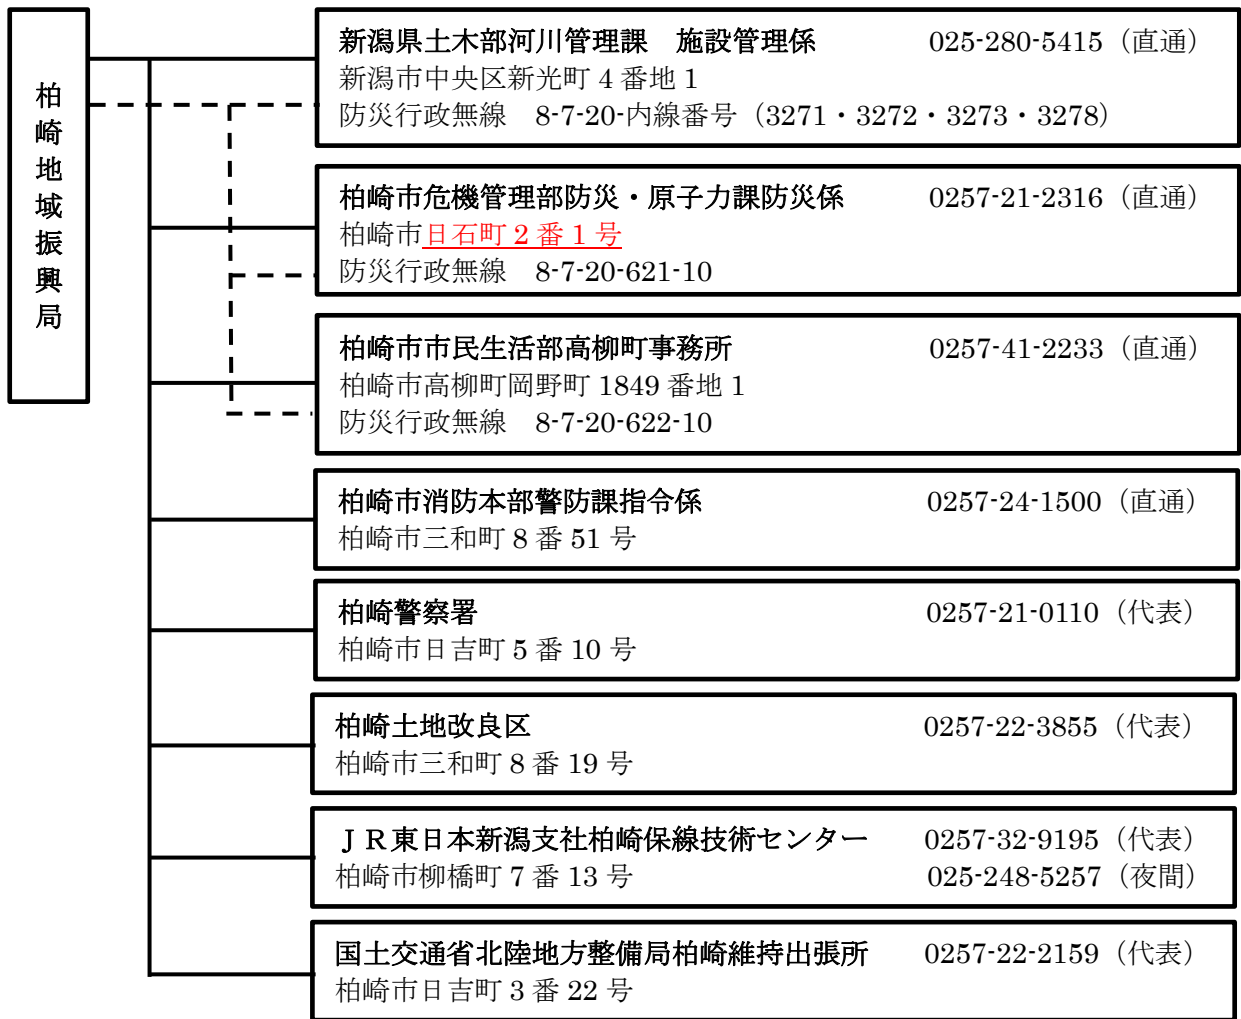 柏崎地域振興局
新潟県土木部河川管理課　施設管理係　025-280-5415（直通）
新潟市中央区新光町 4 番地 1
防災行政無線　8-7-20-内線番号（3271・3272・3273・3278）
柏崎市危機管理部防災・原子力課防災係　0257-21-2316（直通）
柏崎市日石町 2 番 1 号
防災行政無線　8-7-20-621-10
柏崎市市民生活部高柳町事務所　0257-41-2233（直通）
柏崎市高柳町岡野町 1849 番地 1
防災行政無線　8-7-20-622-10
柏崎市消防本部警防課指令係　0257-24-1500（直通）
柏崎市三和町 8 番 51 号
柏崎警察署　0257-21-0110（代表）
柏崎市日吉町 5 番 10 号
柏崎土地改良区　0257-22-3855（代表）
柏崎市三和町 8 番 19 号
ＪＲ東日本新潟支社柏崎保線技術センター　0257-32-9195（代表）
柏崎市柳橋町 7 番 13 号　025-248-5257（夜間）
国土交通省北陸地方整備局柏崎維持出張所　0257-22-2159（代表）
柏崎市日吉町 3 番 22 号